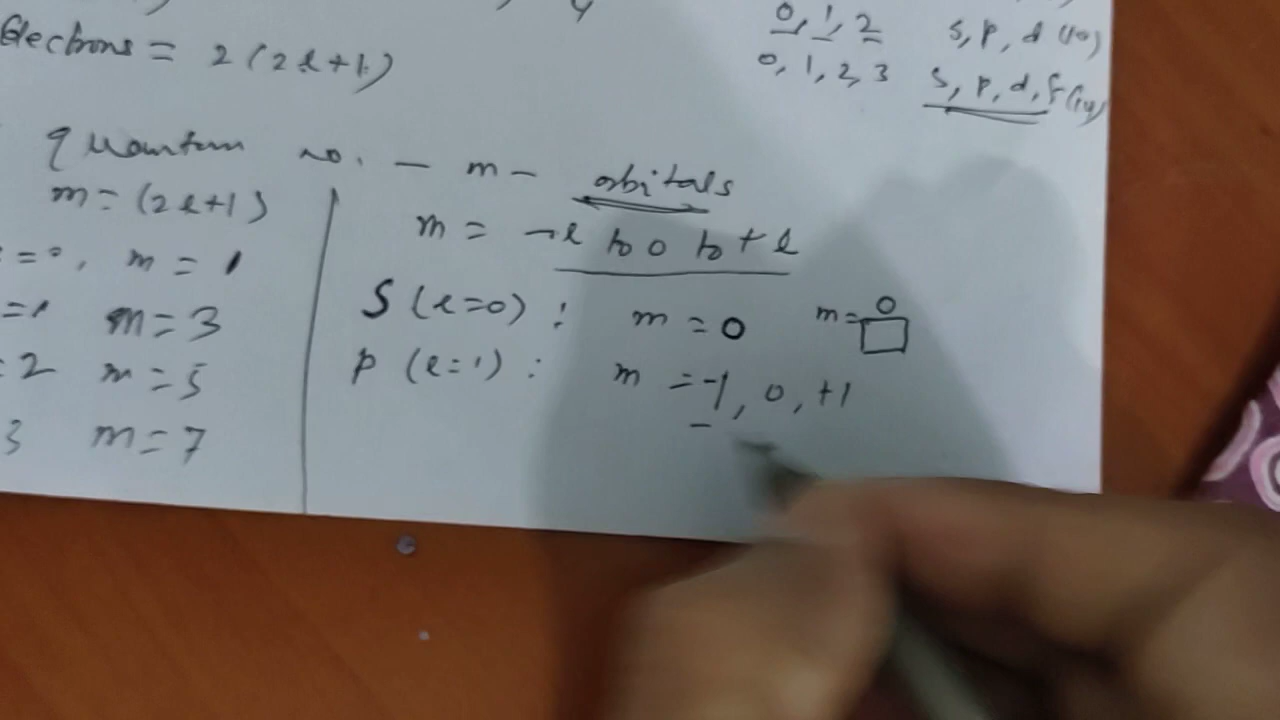 0, 1, 2 s, p, d (10)
Electrons = 2(2l+1)
0, 1, 2, 3 s, p, d, f (14)
quantum no. – m – orbitals
m = (2l+1)
= 0, m = 1
=1 m = 3
= 2 m = 5
3 m = 7
m = -l to 0 to +l
S (l=0) : m = 0 m = 0
p (l=1) : m = -1, 0, +1